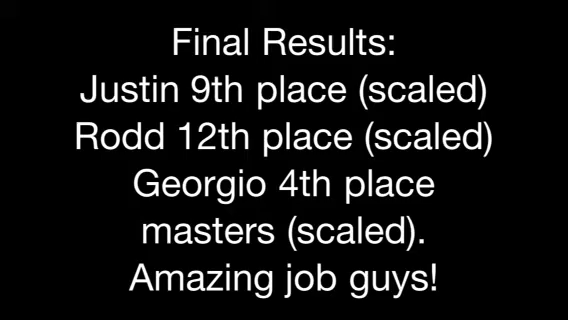 Final Results:
Justin 9th place (scaled)
Rodd 12th place (scaled)
Georgio 4th place
masters (scaled).
Amazing job guys!